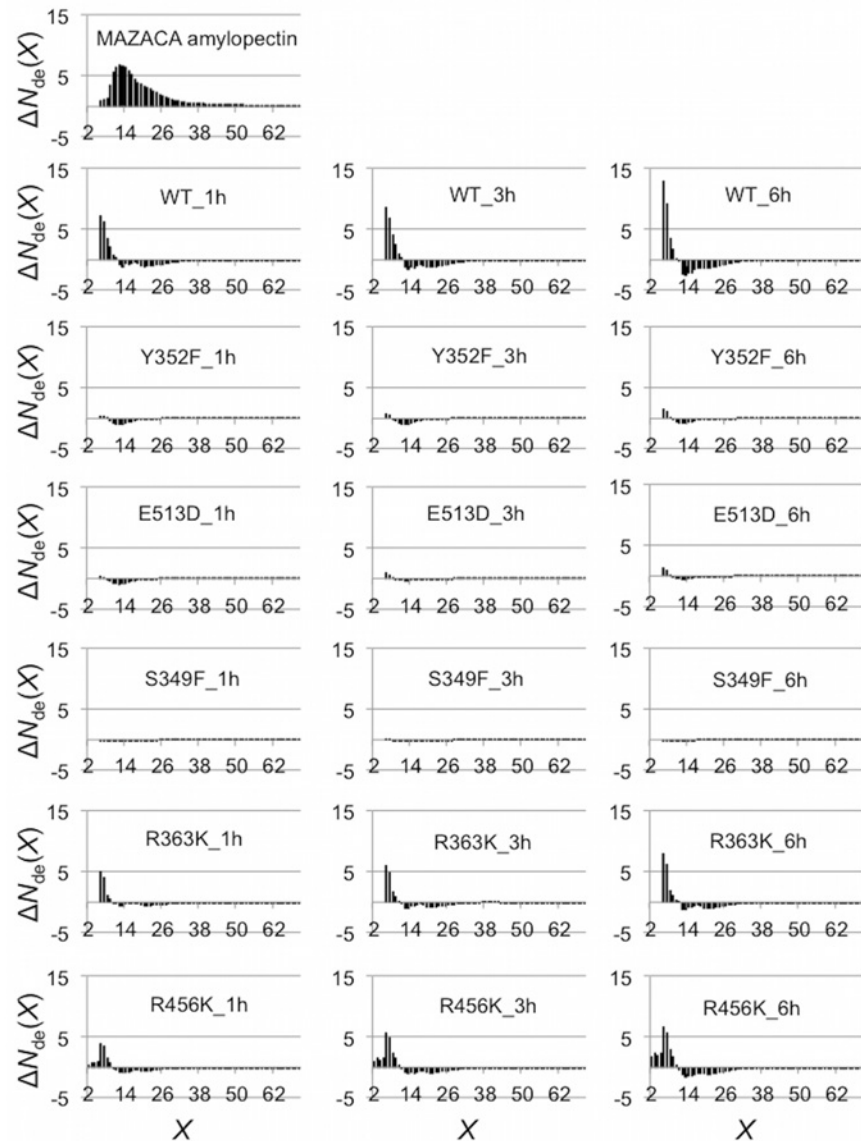 MAZACA amylopectin
ΔN_de(X)
15
5
-5
2 14 26 38 50 62
WT_1h WT_3h WT_6h
ΔN_de(X)
15 15 15
5 5 5
-5 -5 -5
2 14 26 38 50 62 2 14 26 38 50 62 2 14 26 38 50 62
Y352F_1h Y352F_3h Y352F_6h
ΔN_de(X)
15 15 15
5 5 5
-5 -5 -5
2 14 26 38 50 62 2 14 26 38 50 62 2 14 26 38 50 62
E513D_1h E513D_3h E513D_6h
ΔN_de(X)
15 15 15
5 5 5
-5 -5 -5
2 14 26 38 50 62 2 14 26 38 50 62 2 14 26 38 50 62
S349F_1h S349F_3h S349F_6h
ΔN_de(X)
15 15 15
5 5 5
-5 -5 -5
2 14 26 38 50 62 2 14 26 38 50 62 2 14 26 38 50 62
R363K_1h R363K_3h R363K_6h
ΔN_de(X)
15 15 15
5 5 5
-5 -5 -5
2 14 26 38 50 62 2 14 26 38 50 62 2 14 26 38 50 62
R456K_1h R456K_3h R456K_6h
ΔN_de(X)
15 15 15
5 5 5
-5 -5 -5
2 14 26 38 50 62 2 14 26 38 50 62 2 14 26 38 50 62
X X X